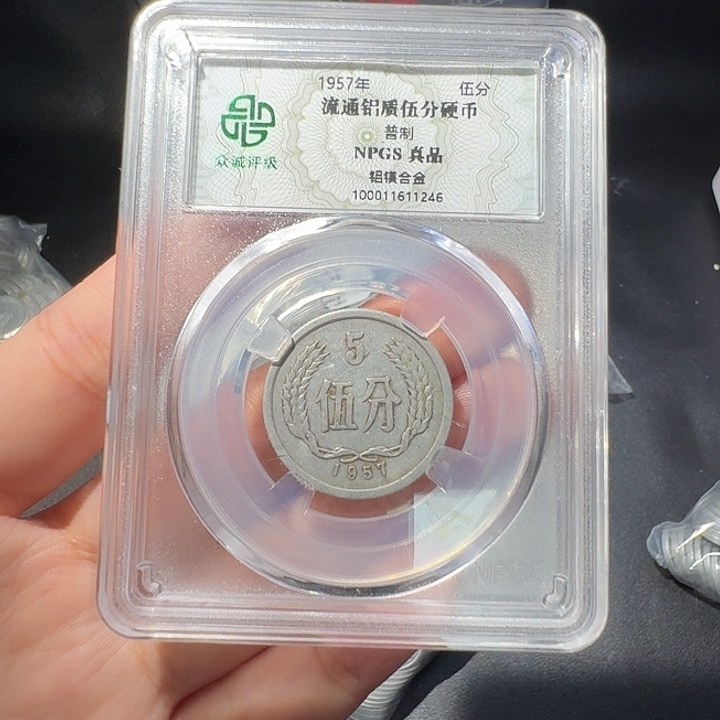 1957年 伍分
流通铝质伍分硬币
普制
众诚评级
NPGS 真品
铝镁合金
100011611246
5
伍分
1957
NPGS